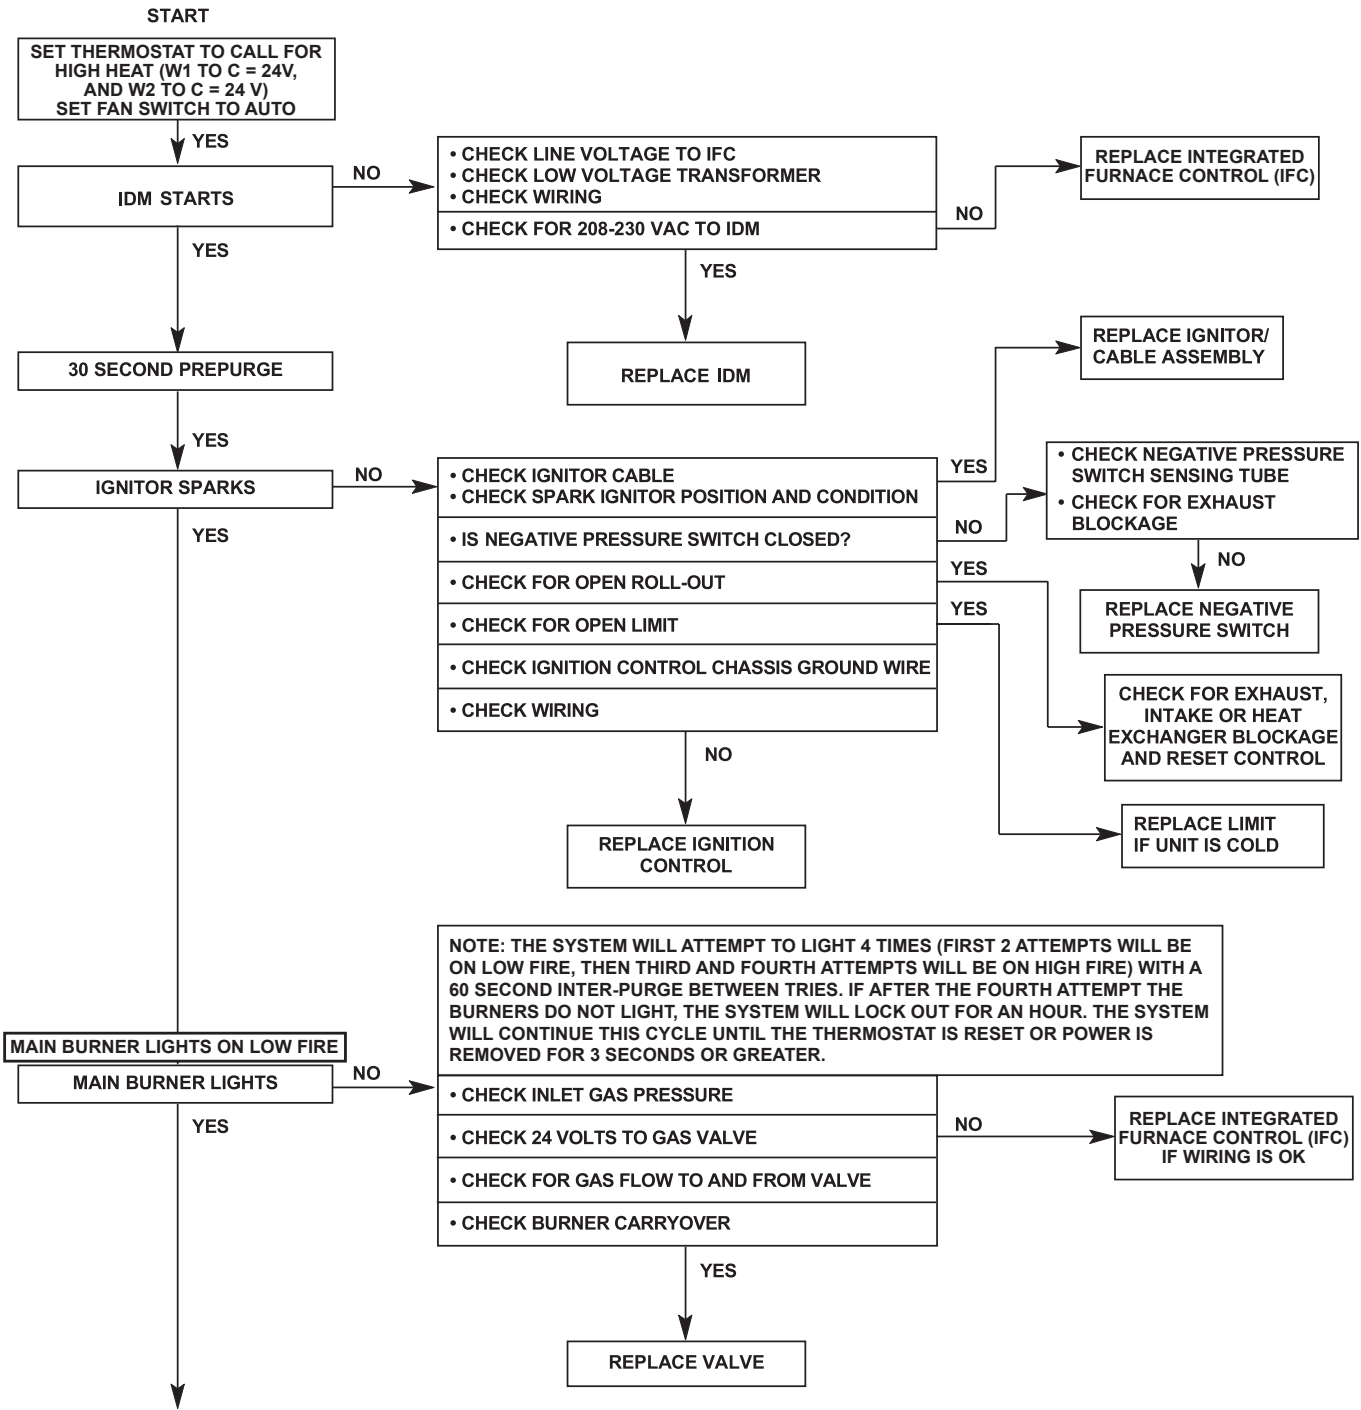 START
SET THERMOSTAT TO CALL FOR
HIGH HEAT (W1 TO C = 24V,
AND W2 TO C = 24 V)
SET FAN SWITCH TO AUTO
YES
IDM STARTS
NO
• CHECK LINE VOLTAGE TO IFC
• CHECK LOW VOLTAGE TRANSFORMER
• CHECK WIRING
• CHECK FOR 208-230 VAC TO IDM
NO
REPLACE INTEGRATED
FURNACE CONTROL (IFC)
YES
YES
REPLACE IDM
30 SECOND PREPURGE
YES
IGNITOR SPARKS
NO
• CHECK IGNITOR CABLE
• CHECK SPARK IGNITOR POSITION AND CONDITION
YES
REPLACE IGNITOR/
CABLE ASSEMBLY
• IS NEGATIVE PRESSURE SWITCH CLOSED?
NO
• CHECK NEGATIVE PRESSURE
SWITCH SENSING TUBE
• CHECK FOR EXHAUST
BLOCKAGE
NO
REPLACE NEGATIVE
PRESSURE SWITCH
• CHECK FOR OPEN ROLL-OUT
YES
CHECK FOR EXHAUST,
INTAKE OR HEAT
EXCHANGER BLOCKAGE
AND RESET CONTROL
• CHECK FOR OPEN LIMIT
YES
REPLACE LIMIT
IF UNIT IS COLD
• CHECK IGNITION CONTROL CHASSIS GROUND WIRE
• CHECK WIRING
NO
REPLACE IGNITION
CONTROL
YES
NOTE: THE SYSTEM WILL ATTEMPT TO LIGHT 4 TIMES (FIRST 2 ATTEMPTS WILL BE
ON LOW FIRE, THEN THIRD AND FOURTH ATTEMPTS WILL BE ON HIGH FIRE) WITH A
60 SECOND INTER-PURGE BETWEEN TRIES. IF AFTER THE FOURTH ATTEMPT THE
BURNERS DO NOT LIGHT, THE SYSTEM WILL LOCK OUT FOR AN HOUR. THE SYSTEM
WILL CONTINUE THIS CYCLE UNTIL THE THERMOSTAT IS RESET OR POWER IS
REMOVED FOR 3 SECONDS OR GREATER.
MAIN BURNER LIGHTS ON LOW FIRE
MAIN BURNER LIGHTS
NO
• CHECK INLET GAS PRESSURE
• CHECK 24 VOLTS TO GAS VALVE
NO
REPLACE INTEGRATED
FURNACE CONTROL (IFC)
IF WIRING IS OK
• CHECK FOR GAS FLOW TO AND FROM VALVE
• CHECK BURNER CARRYOVER
YES
YES
REPLACE VALVE